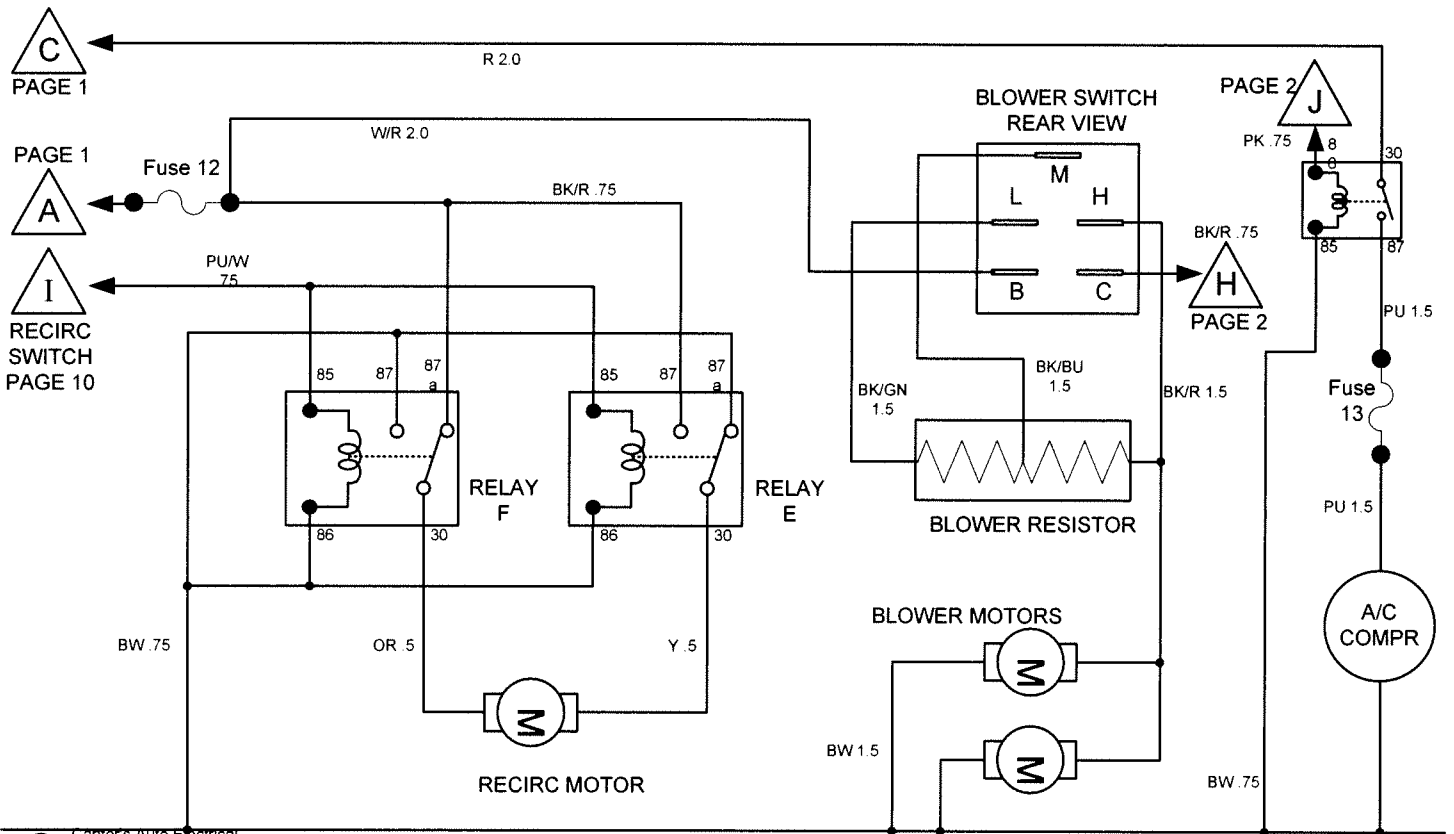 C
PAGE 1
R 2.0
PAGE 1
A
Fuse 12
W/R 2.0
BK/R .75
I
RECIRC
SWITCH
PAGE 10
PU/W
.75
85
87
87
a
86
30
RELAY
F
85
87
87
a
86
30
RELAY
E
BW .75
OR .5
Y .5
M
RECIRC MOTOR
BLOWER SWITCH
REAR VIEW
M
L
H
B
C
BK/R .75
H
PAGE 2
BK/GN
1.5
BK/BU
1.5
BK/R 1.5
BLOWER RESISTOR
BLOWER MOTORS
M
M
BW 1.5
PAGE 2
J
PK .75
8
6
30
85
87
PU 1.5
Fuse
13
PU 1.5
A/C
COMPR
BW .75